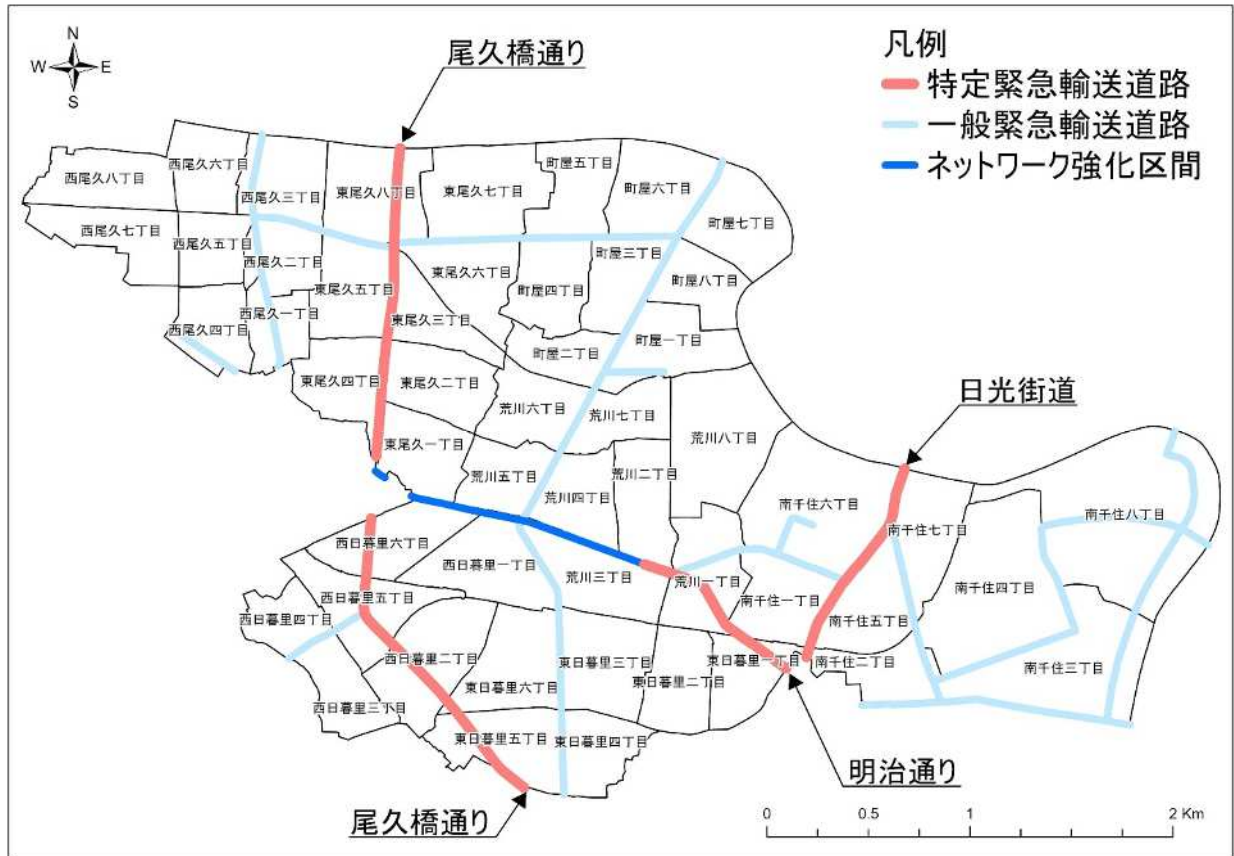 N
W
E
S
尾久橋通り
凡例
特定緊急輸送道路
一般緊急輸送道路
ネットワーク強化区間
西尾久八丁目
西尾久六丁目
西尾久三丁目
東尾久八丁目
東尾久七丁目
町屋五丁目
町屋六丁目
町屋七丁目
西尾久七丁目
西尾久五丁目
西尾久二丁目
東尾久五丁目
東尾久六丁目
町屋四丁目
町屋三丁目
町屋八丁目
西尾久四丁目
西尾久一丁目
東尾久三丁目
町屋二丁目
町屋一丁目
東尾久四丁目
東尾久二丁目
荒川六丁目
荒川七丁目
荒川八丁目
日光街道
東尾久一丁目
荒川五丁目
荒川四丁目
荒川二丁目
南千住六丁目
南千住七丁目
南千住八丁目
西日暮里六丁目
西日暮里一丁目
荒川三丁目
荒川一丁目
南千住一丁目
南千住五丁目
南千住四丁目
西日暮里四丁目
西日暮里五丁目
西日暮里二丁目
東日暮里六丁目
東日暮里三丁目
東日暮里二丁目
東日暮里一丁目
南千住二丁目
南千住三丁目
西日暮里三丁目
東日暮里五丁目
東日暮里四丁目
明治通り
尾久橋通り
0 0.5 1 2 Km